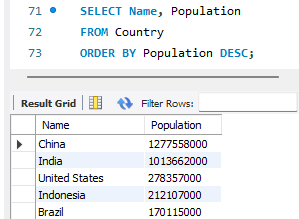 71 SELECT Name, Population
72 FROM Country
73 ORDER BY Population DESC;
Result Grid Filter Rows:
Name Population
China 1277558000
India 1013662000
United States 278357000
Indonesia 212107000
Brazil 170115000